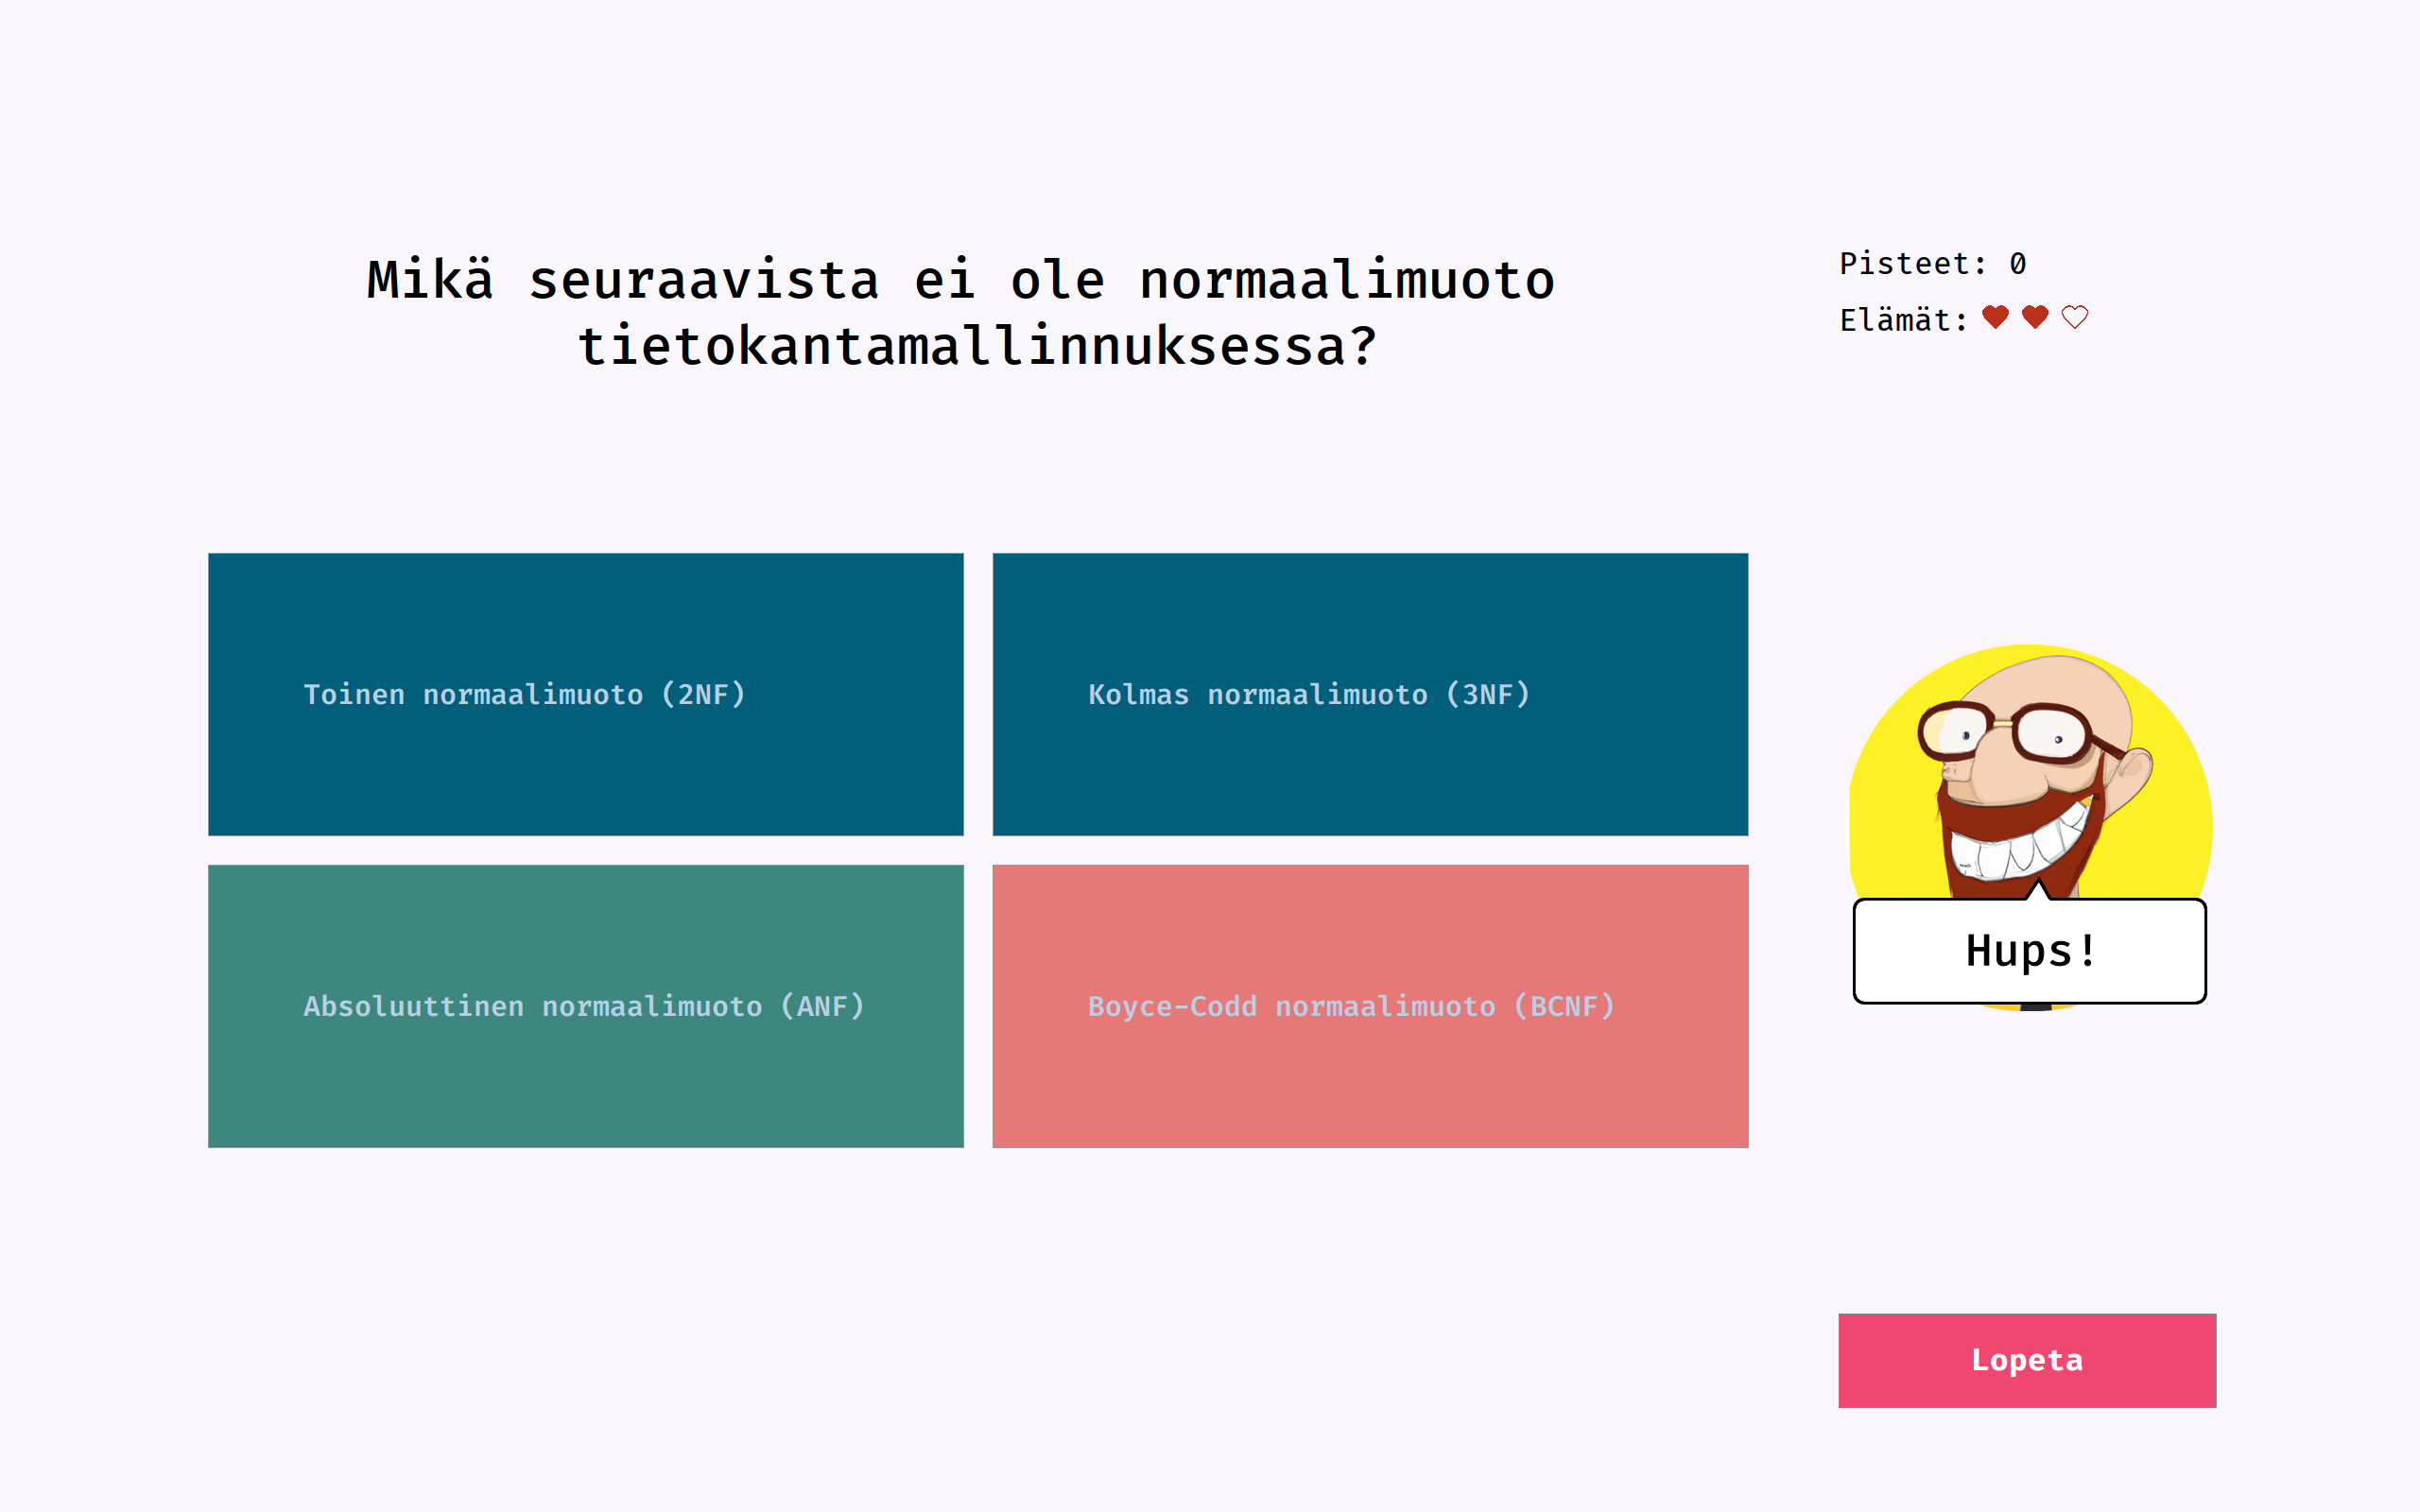 Mikä seuraavista ei ole normaalimuoto
tietokantamallinnuksessa?
Pisteet: 0
Elämät:
Toinen normaalimuoto (2NF)
Kolmas normaalimuoto (3NF)
Absoluuttinen normaalimuoto (ANF)
Boyce-Codd normaalimuoto (BCNF)
Hups!
Lopeta